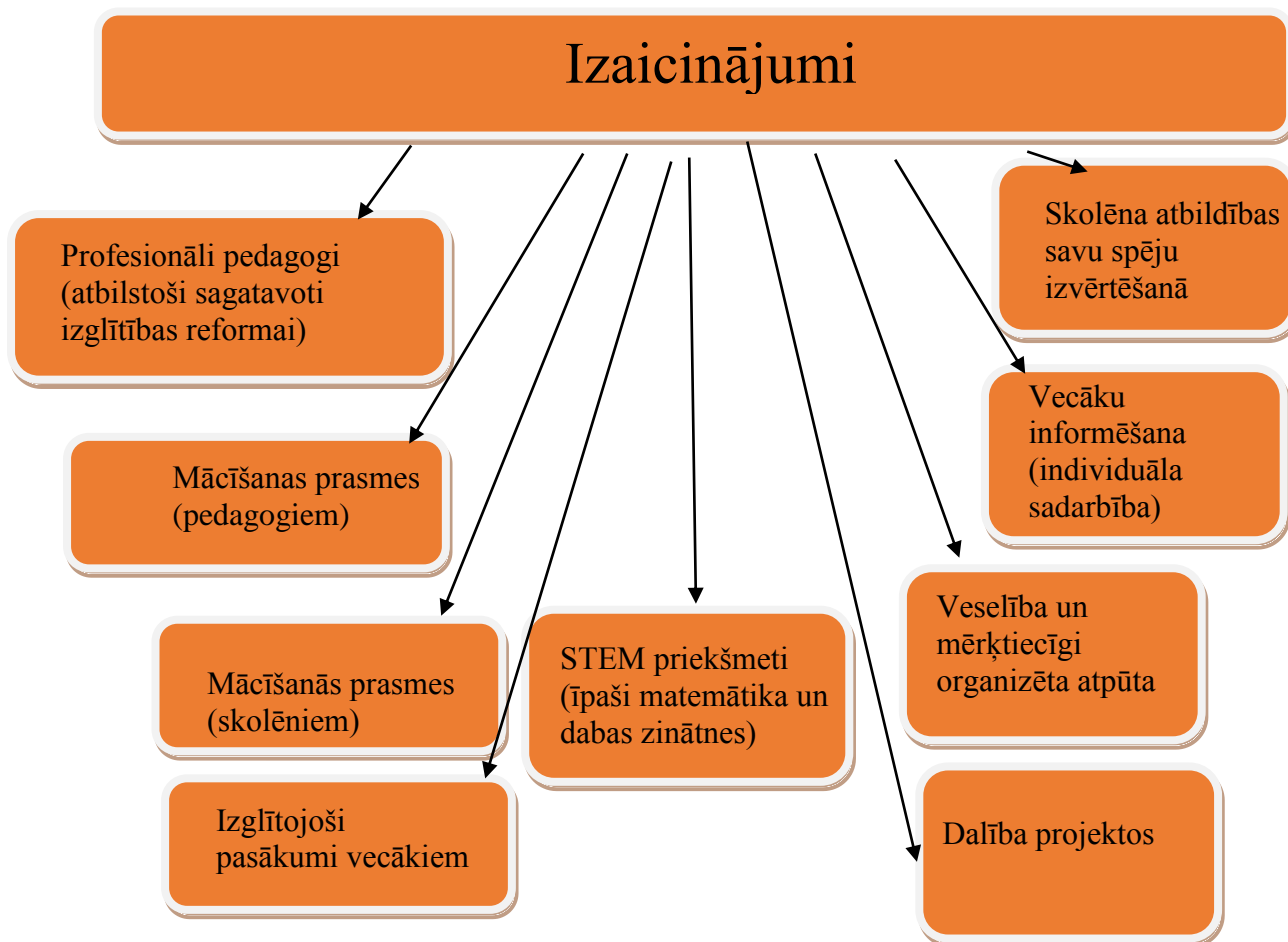 Izaicinājumi
Profesionāli pedagogi
(atbilstoši sagatavoti
izglītības reformai)
Mācīšanas prasmes
(pedagogiem)
Mācīšanās prasmes
(skolēniem)
Izglītojoši
pasākumi vecākiem
STEM priekšmeti
(īpaši matemātika un
dabas zinātnes)
Skolēna atbildības
savu spēju
izvērtēšanā
Vecāku
informēšana
(individuāla
sadarbība)
Veselība un
mērķtiecīgi
organizēta atpūta
Dalība projektos